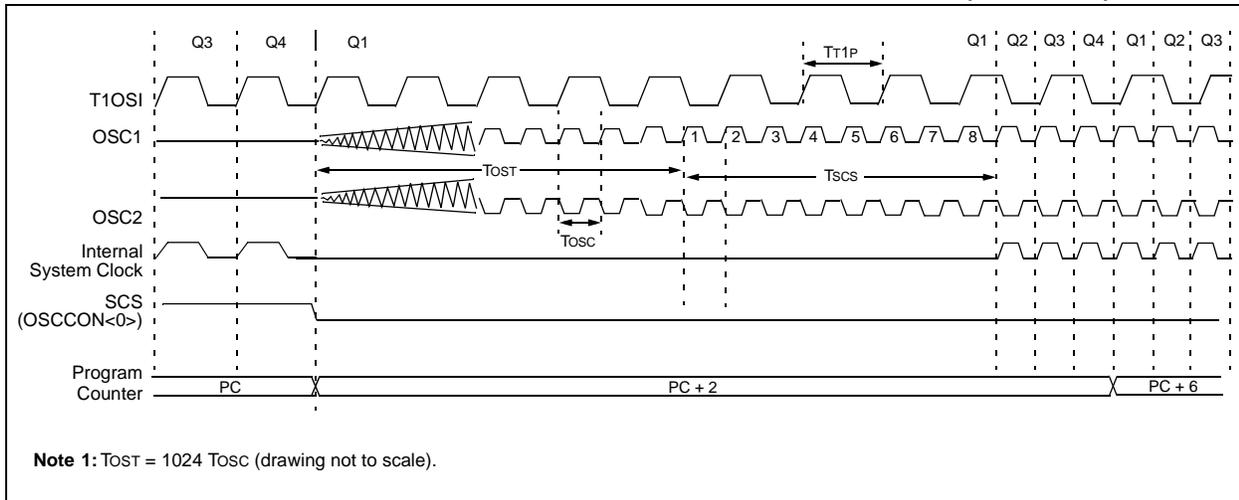 Q3 Q4 Q1 Q1 Q2 Q3 Q4 Q1 Q2 Q3
TT1P
T1OSI
OSC1
1 2 3 4 5 6 7 8
TOST TSCS
OSC2
TOSC
Internal
System Clock
SCS
(OSCCON<0>)
Program
Counter
PC PC + 2 PC + 6
Note 1: TOST = 1024 TOSC (drawing not to scale).